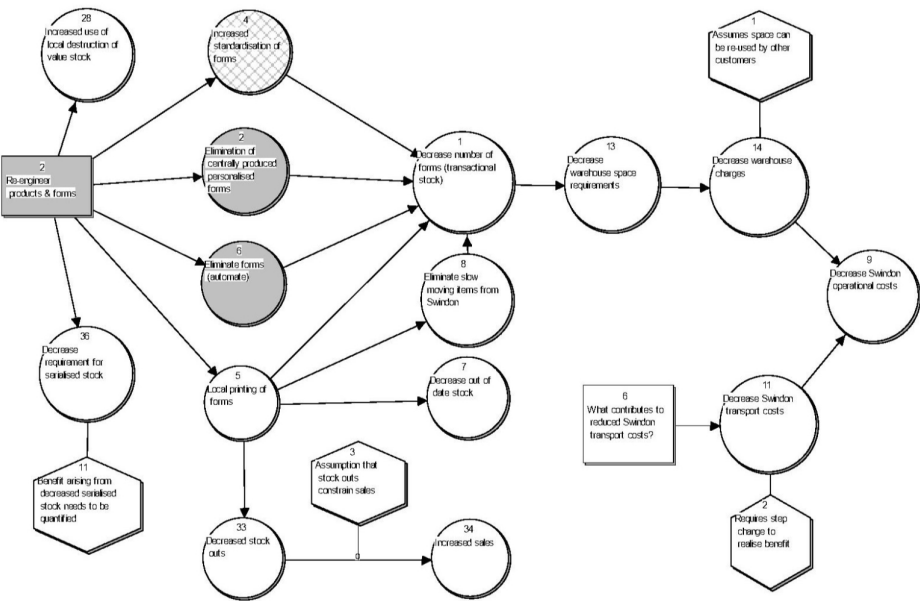 28
Increased use of
local destruction of
value stock
4
Increased
standardisation of
forms
1
Assumes space can
be re-used by other
customers
2
Re-engineer
products & forms
2
Elimination of
centrally produced
personalised
forms
1
Decrease number of
forms (transactional
stock)
13
Decrease
warehouse space
requirements
14
Decrease warehouse
charges
6
Eliminate forms
(automate)
8
Eliminate slow
moving items from
Swindon
9
Decrease Swindon
operational costs
36
Decrease
requirement for
serialised stock
5
Local printing of
forms
7
Decrease out of
date stock
6
What contributes to
reduced Swindon
transport costs?
11
Decrease Swindon
transport costs
11
Benefit arising from
decreased serialised
stock needs to be
quantified
3
Assumption that
stock outs
constrain sales
33
Decreased stock
outs
34
Increased sales
2
Requires step
change to
realise benefit